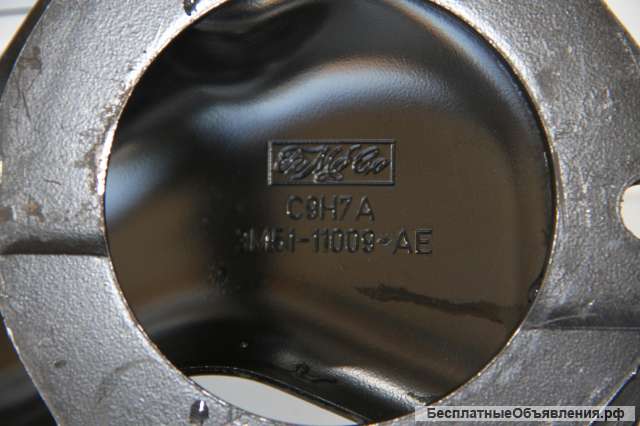 FoMoCo
C9H7A
3M51-11009-AE
БесплатныеОбъявления.рф